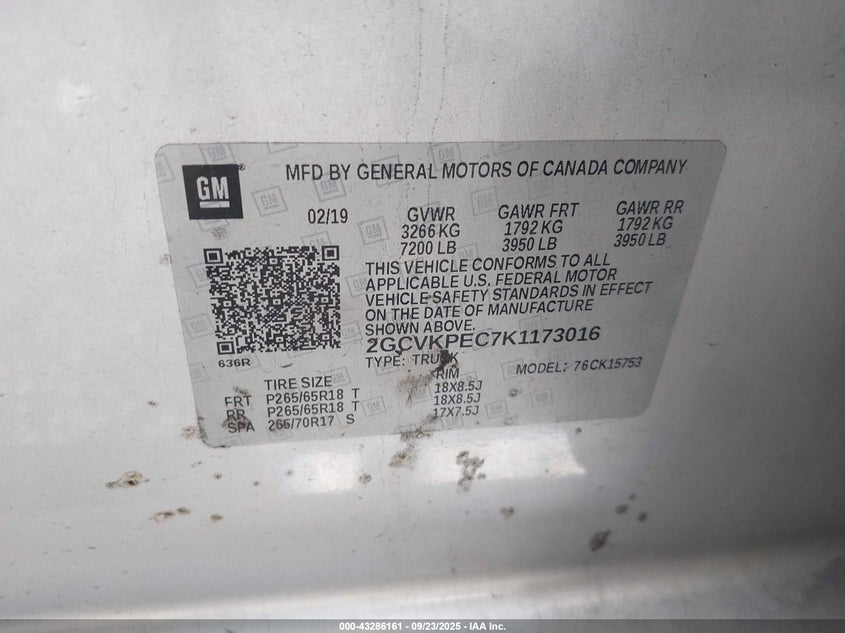 GM
MFD BY GENERAL MOTORS OF CANADA COMPANY
02/19 GVWR GAWR FRT GAWR RR
3266 KG 1792 KG 1792 KG
7200 LB 3950 LB 3950 LB
THIS VEHICLE CONFORMS TO ALL
APPLICABLE U.S. FEDERAL MOTOR
VEHICLE SAFETY STANDARDS IN EFFECT
ON THE DATE OF MANUFACTURE
SHOWN ABOVE.
2GCVKPEC7K1173016
636R
TYPE: TRUCK MODEL: 76CK15753
TIRE SIZE RIM
FRT P265/65R18 T 18X8.5J
RR P265/65R18 T 18X8.5J
SPA 265/70R17 S 17X7.5J
000-43286161 - 09/23/2025 - IAA Inc.